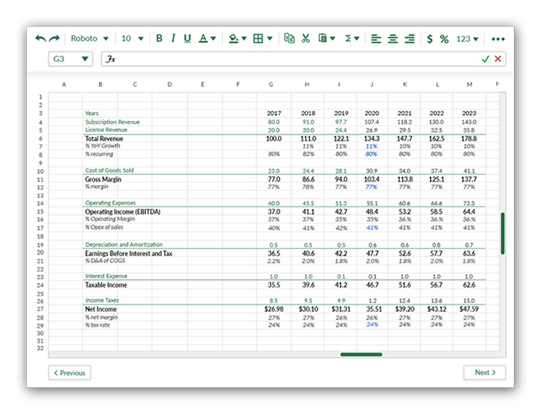 Roboto 10 B I U A Σ $ % 123
G3 Fx
A B C D E F G H I J K L M
1
2
3 Years 2017 2018 2019 2020 2021 2022 2023
4 Subscription Revenue 80.0 91.0 97.7 107.4 118.2 130.0 143.0
5 License Revenue 20.0 20.0 24.4 26.9 29.5 32.5 35.8
6 Total Revenue 100.0 111.0 122.1 134.3 147.7 162.5 178.8
7 % YoY Growth 11% 11% 11% 10% 10% 10%
8 % recurring 80% 82% 80% 80% 80% 80% 80%
9
10 Cost of Goods Sold 23.0 24.4 28.1 30.9 34.0 37.4 41.1
11 Gross Margin 77.0 86.6 94.0 103.4 113.8 125.1 137.7
12 % margin 77% 78% 77% 77% 77% 77% 77%
13
14 Operating Expenses 40.0 45.5 51.3 55.1 60.6 66.6 73.3
15 Operating Income (EBITDA) 37.0 41.1 42.7 48.4 53.2 58.5 64.4
16 % Operating Margin 37% 37% 35% 35% 36% 36% 36%
17 % Opex of sales 40% 41% 42% 41% 41% 41% 41%
18
19 Depreciation and Amortization 0.5 0.5 0.5 0.6 0.6 0.8 0.7
20 Earnings Before Interest and Tax 36.5 40.6 42.2 47.7 52.6 57.7 63.6
21 % D&A of COGS 2.2% 2.0% 1.8% 2.0% 1.8% 2.0% 1.8%
22
23 Interest Expense 1.0 1.0 0.1 0.1 1.0 1.0 1.0
24 Taxable Income 35.5 39.6 41.2 46.7 51.6 56.7 62.6
25
26 Income Taxes 8.5 9.5 9.9 1.2 12.4 13.6 15.0
27 Net Income $26.98 $30.10 $31.31 35.51 $39.20 $43.12 $47.59
28 % net margin 27% 27% 26% 26% 27% 27% 27%
29 % tax rate 24% 24% 24% 24% 24% 24% 24%
30
31
32
< Previous Next >